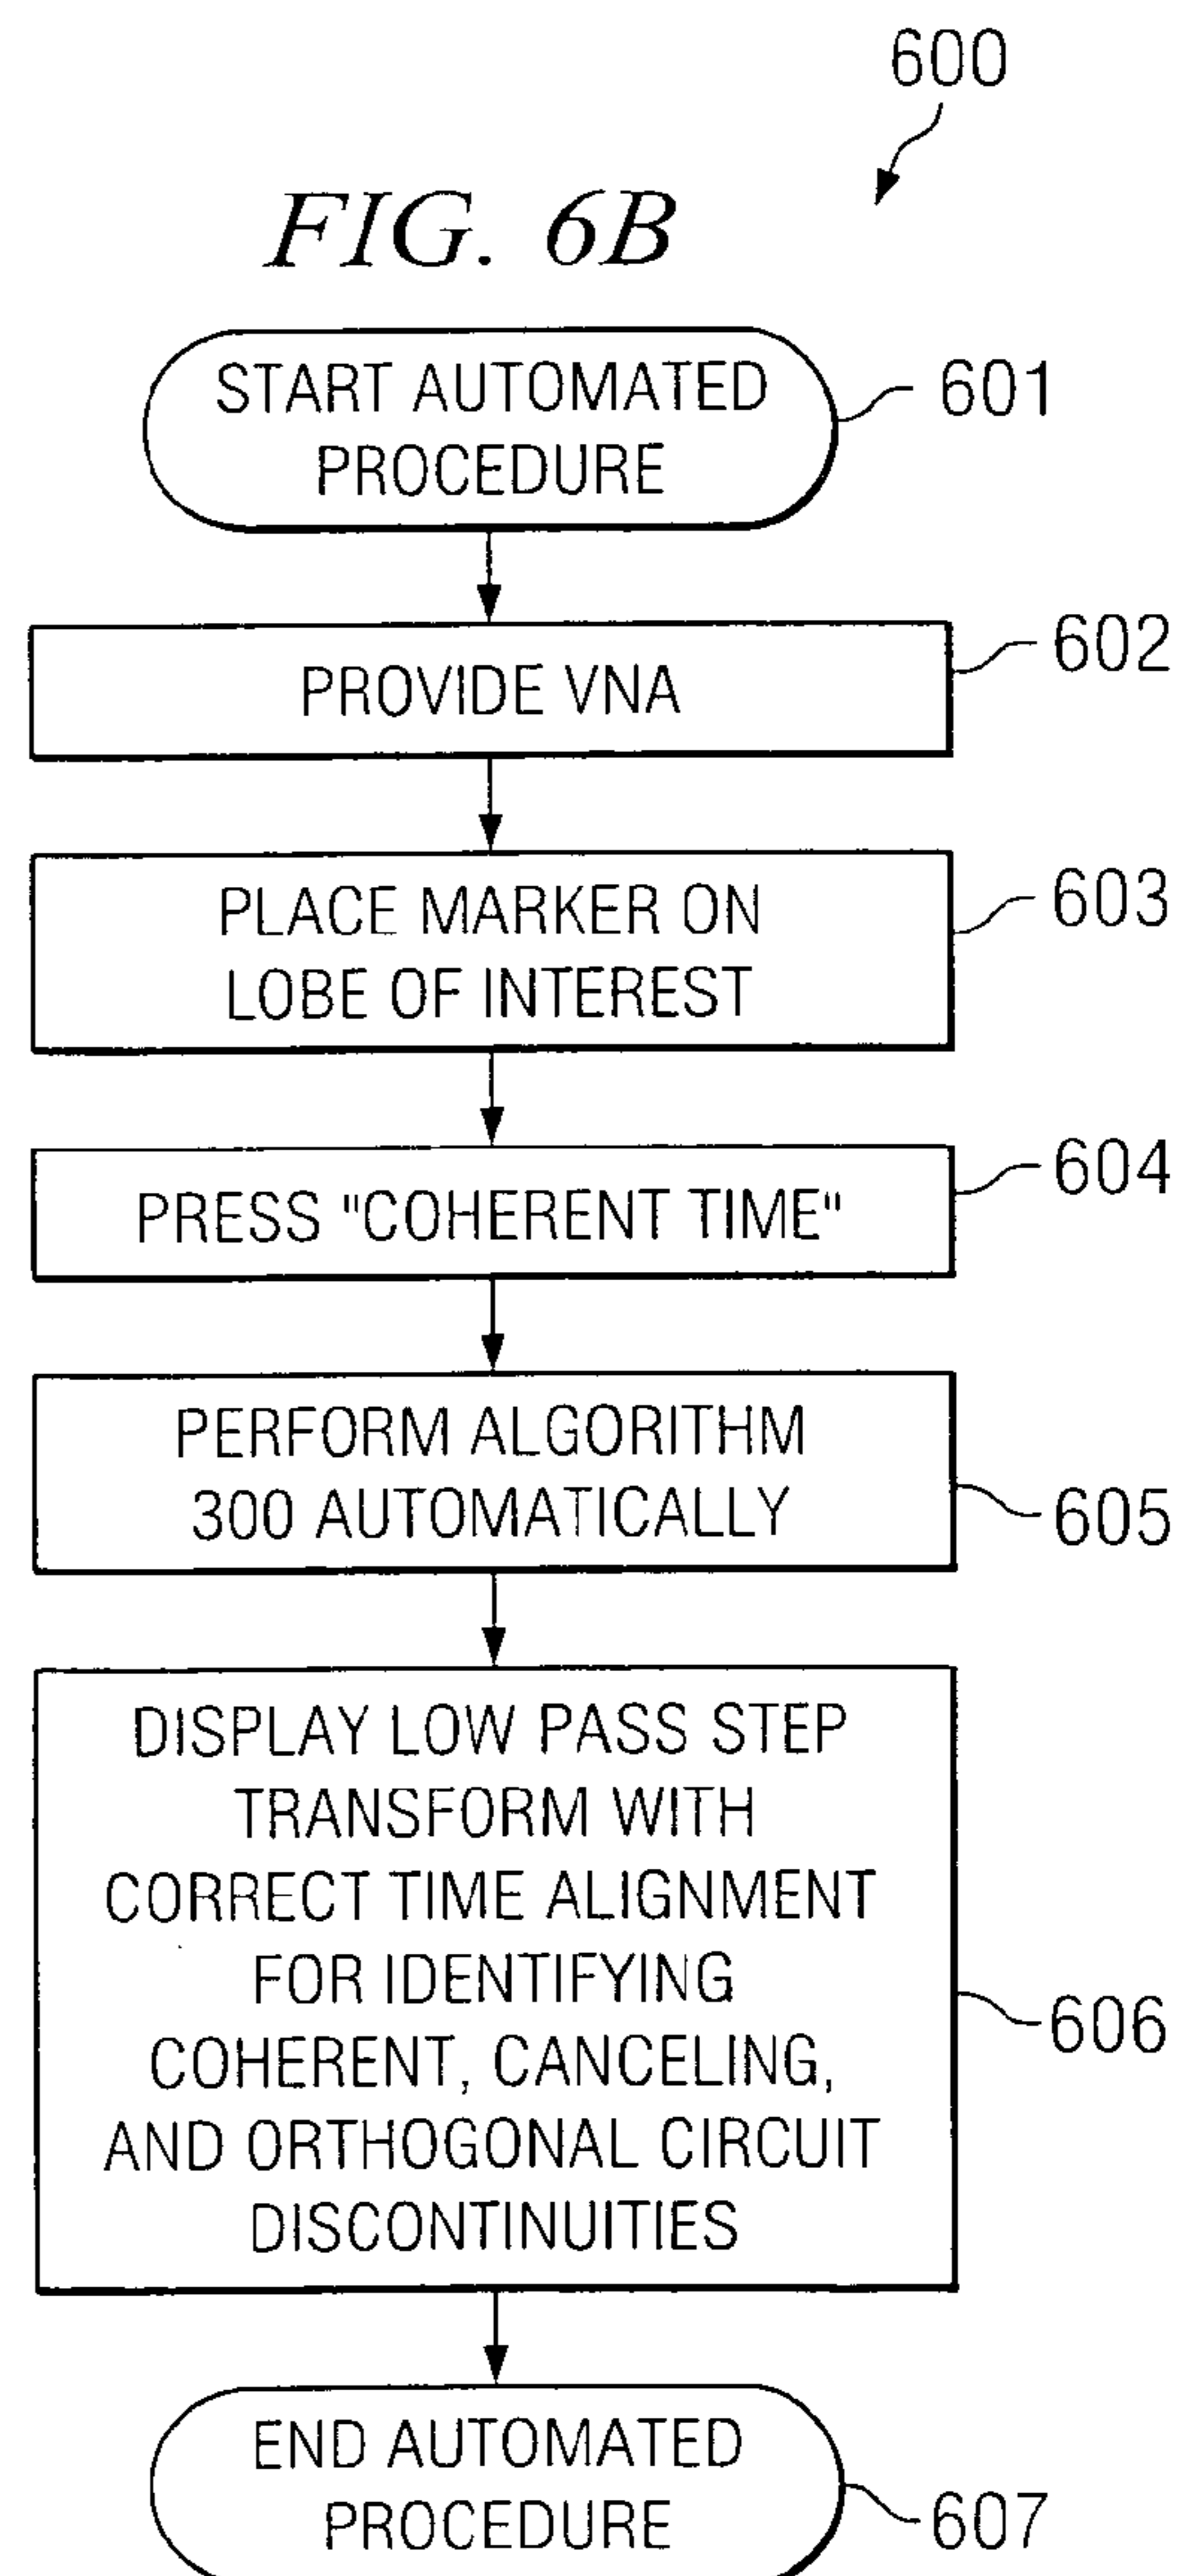 600
FIG. 6B
START AUTOMATED
PROCEDURE
601
PROVIDE VNA
602
PLACE MARKER ON
LOBE OF INTEREST
603
PRESS "COHERENT TIME"
604
PERFORM ALGORITHM
300 AUTOMATICALLY
605
DISPLAY LOW PASS STEP
TRANSFORM WITH
CORRECT TIME ALIGNMENT
FOR IDENTIFYING
COHERENT, CANCELING,
AND ORTHOGONAL CIRCUIT
DISCONTINUITIES
606
END AUTOMATED
PROCEDURE
607